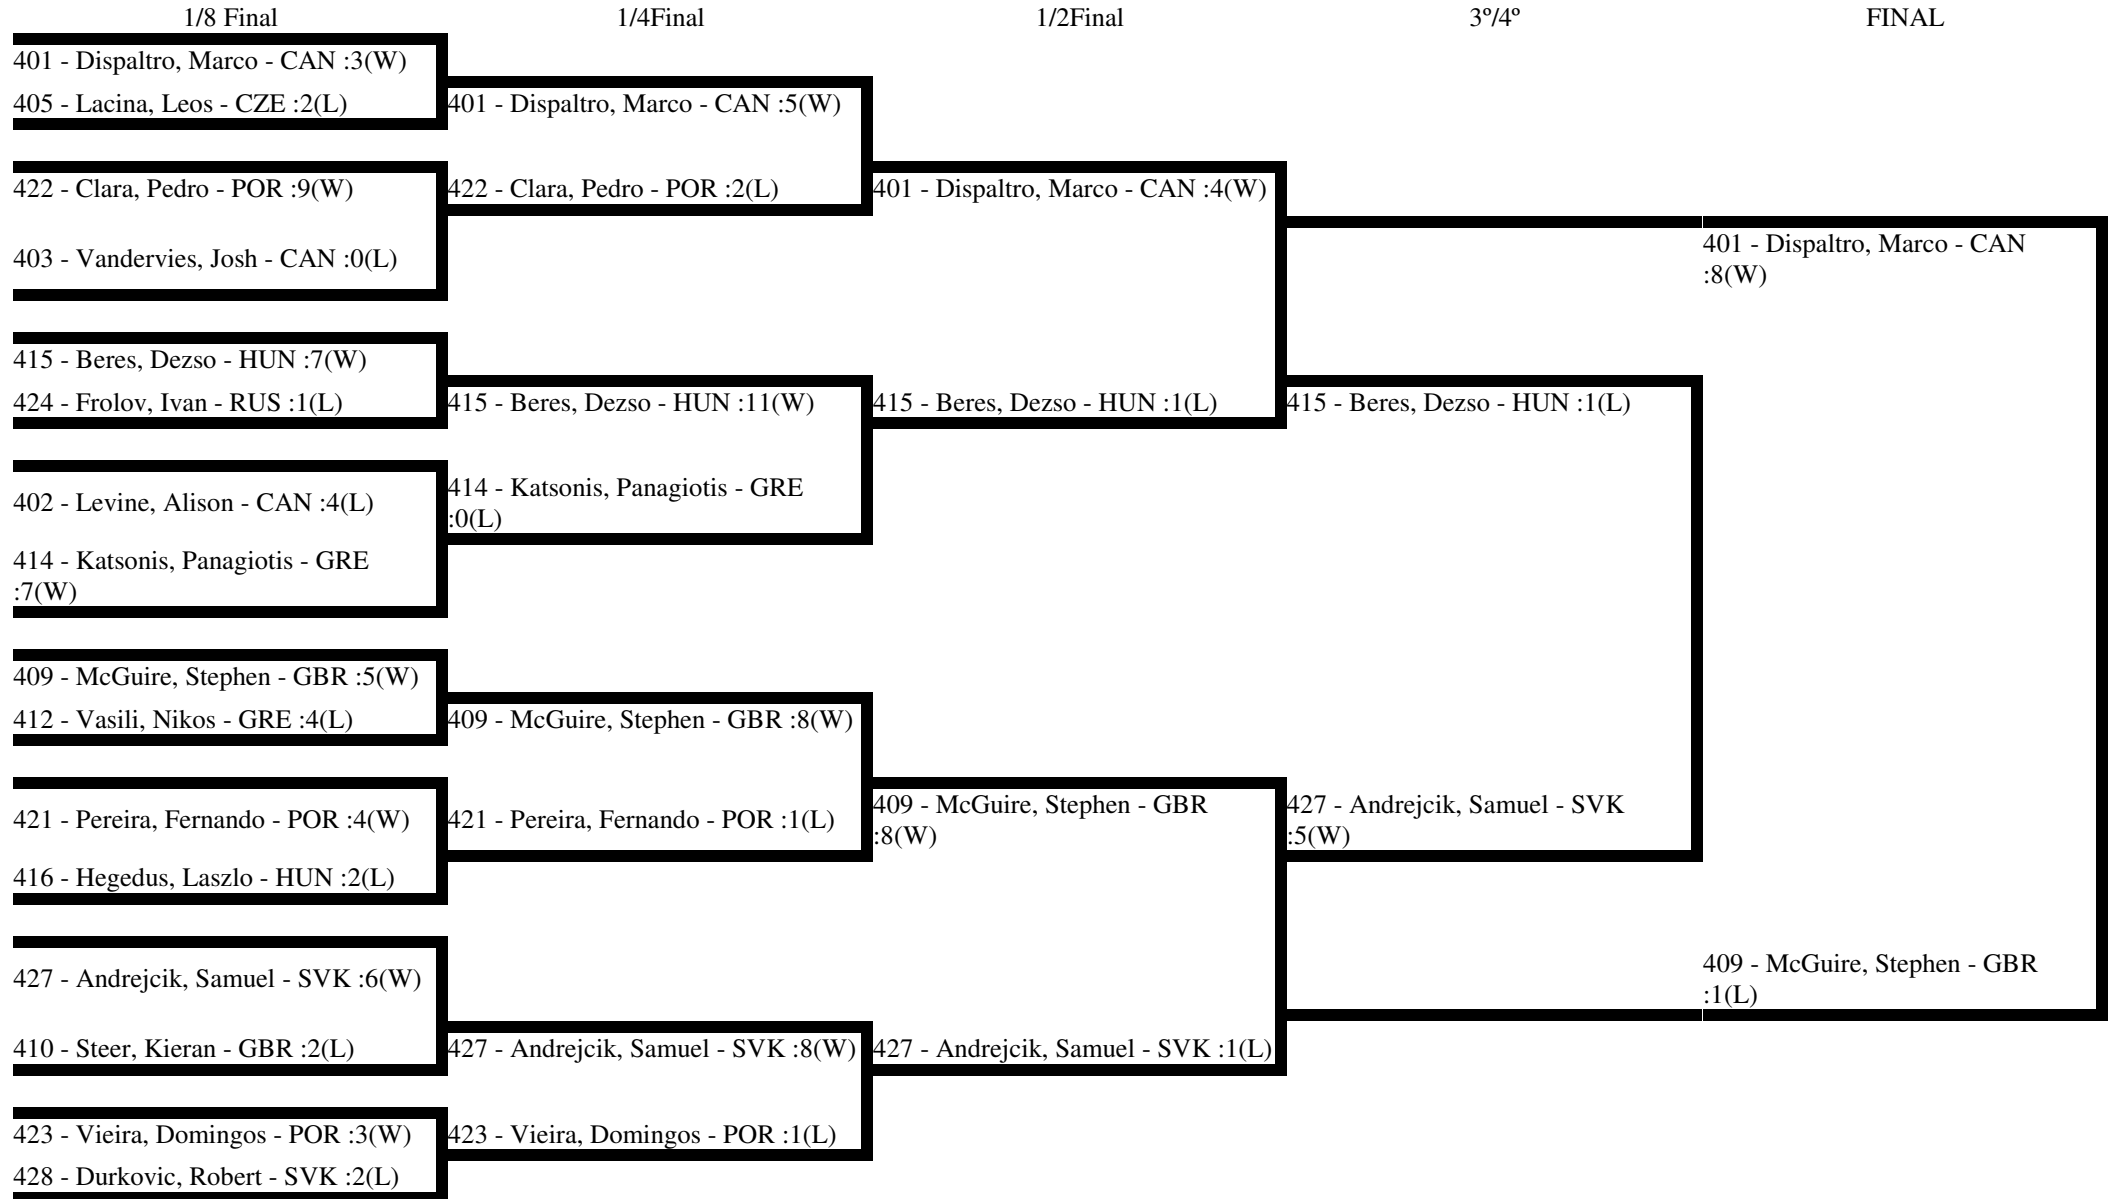 1/8 Final
1/4Final
1/2Final
3º/4º
FINAL
401 - Dispaltro, Marco - CAN :3(W)
405 - Lacina, Leos - CZE :2(L)
422 - Clara, Pedro - POR :9(W)
403 - Vandervies, Josh - CAN :0(L)
415 - Beres, Dezso - HUN :7(W)
424 - Frolov, Ivan - RUS :1(L)
402 - Levine, Alison - CAN :4(L)
414 - Katsonis, Panagiotis - GRE
:7(W)
409 - McGuire, Stephen - GBR :5(W)
412 - Vasili, Nikos - GRE :4(L)
421 - Pereira, Fernando - POR :4(W)
416 - Hegedus, Laszlo - HUN :2(L)
427 - Andrejcik, Samuel - SVK :6(W)
410 - Steer, Kieran - GBR :2(L)
423 - Vieira, Domingos - POR :3(W)
428 - Durkovic, Robert - SVK :2(L)
401 - Dispaltro, Marco - CAN :5(W)
422 - Clara, Pedro - POR :2(L)
415 - Beres, Dezso - HUN :11(W)
414 - Katsonis, Panagiotis - GRE
:0(L)
409 - McGuire, Stephen - GBR :8(W)
421 - Pereira, Fernando - POR :1(L)
427 - Andrejcik, Samuel - SVK :8(W)
423 - Vieira, Domingos - POR :1(L)
401 - Dispaltro, Marco - CAN :4(W)
415 - Beres, Dezso - HUN :1(L)
409 - McGuire, Stephen - GBR
:8(W)
427 - Andrejcik, Samuel - SVK :1(L)
415 - Beres, Dezso - HUN :1(L)
427 - Andrejcik, Samuel - SVK
:5(W)
401 - Dispaltro, Marco - CAN
:8(W)
409 - McGuire, Stephen - GBR
:1(L)